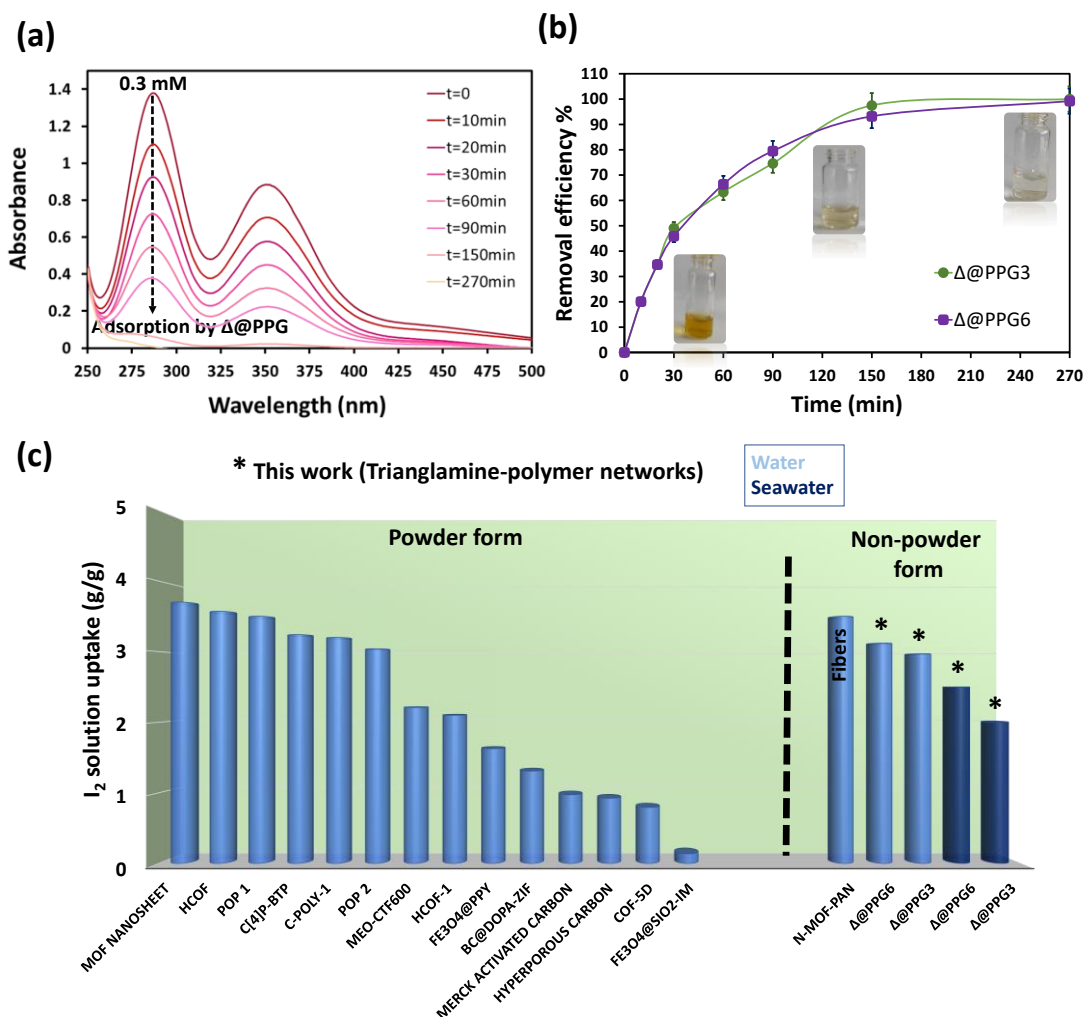 (a)
0.3 mM
1.4
1.2
1
0.8
0.6
0.4
0.2
0
Absorbance
250
275
300
325
350
375
400
425
450
475
500
Wavelength (nm)
t=0
t=10min
t=20min
t=30min
t=60min
t=90min
t=150min
t=270min
Adsorption by Δ@PPG
(b)
110
100
90
80
70
60
50
40
30
20
10
0
Removal efficiency %
0
30
60
90
120
150
180
210
240
270
Time (min)
Δ@PPG3
Δ@PPG6
(c)
* This work (Trianglamine-polymer networks)
Water
Seawater
Powder form
Non-powder
form
5
4
3
2
1
0
I₂ solution uptake (g/g)
Fibers
*
*
*
*
MOF NANOSHEET
HCOF
POP 1
C[4]P-BTP
C-POLY-1
POP 2
MEO-CTF600
HCOF-1
FE3O4@PPY
BC@DOPA-ZIF
MERCK ACTIVATED CARBON
HYPERPOROUS CARBON
COF-5D
FE3O4@SIO2-IM
N-MOF-PAN
Δ@PPG6
Δ@PPG3
Δ@PPG6
Δ@PPG3